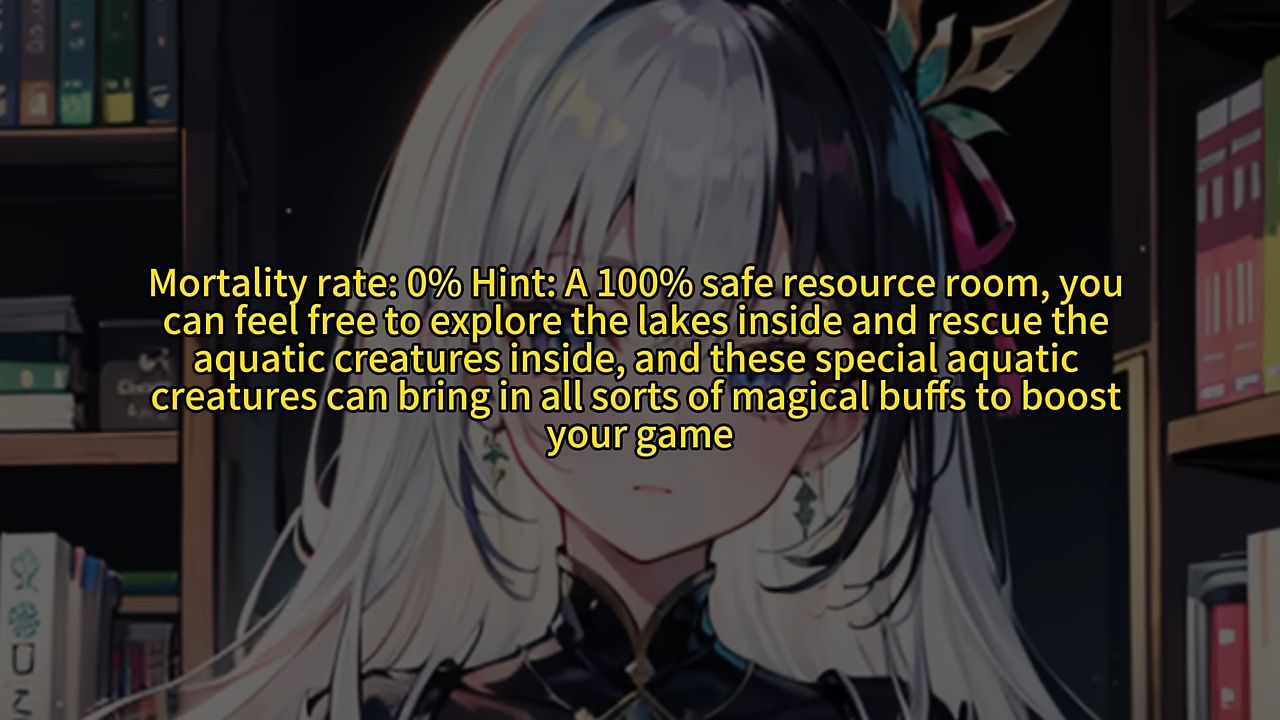 Mortality rate: 0% Hint: A 100% safe resource room, you
can feel free to explore the lakes inside and rescue the
aquatic creatures inside, and these special aquatic
creatures can bring in all sorts of magical buffs to boost
your game